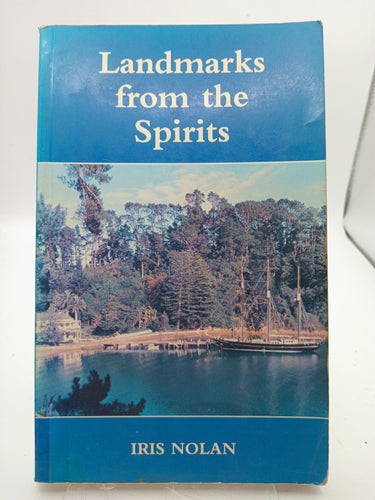 Landmarks
from the
Spirits
IRIS NOLAN